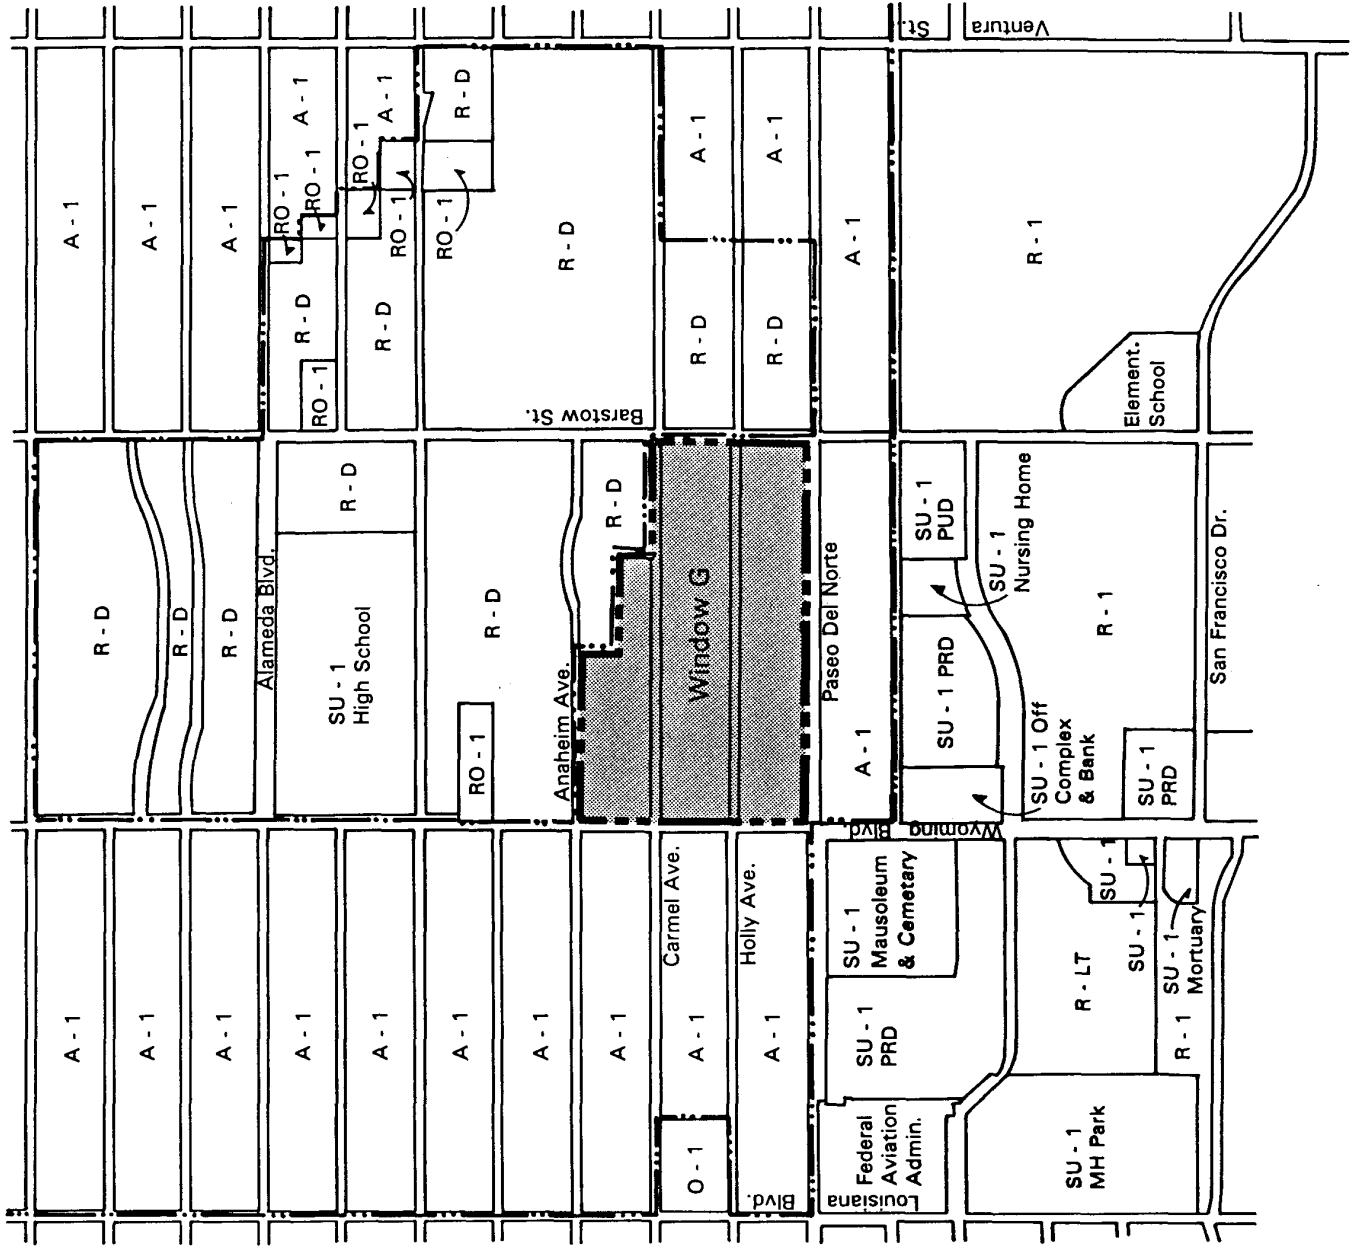 A - 1
R - D
A - 1
A - 1
A - 1
R - D
A - 1
R - D
A - 1
Alameda Blvd.
A - 1
R - D
RO - 1
A - 1
RO - 1
RO - 1
SU - 1
High School
R - D
RO - 1
A - 1
R - D
A - 1
RO - 1
RO - 1
A - 1
RO - 1
R - D
R - D
A - 1
Anaheim Ave.
R - D
A - 1
R - D
Barstow St.
Carmel Ave.
O - 1
A - 1
Window G
R - D
A - 1
Holly Ave.
A - 1
R - D
A - 1
Louisiana Blvd.
Paseo Del Norte
A - 1
A - 1
Federal
Aviation
Admin.
SU - 1
PRD
SU - 1
Mausoleum
& Cemetary
Wyoming Blvd
SU - 1 PRD
SU - 1
PUD
Ventura St.
SU - 1
Nursing Home
SU - 1 Off
Complex
& Bank
R - 1
SU - 1
MH Park
R - LT
SU - 1
SU - 1
R - 1
Element.
School
SU - 1
PRD
SU - 1
Mortuary
R - 1
San Francisco Dr.